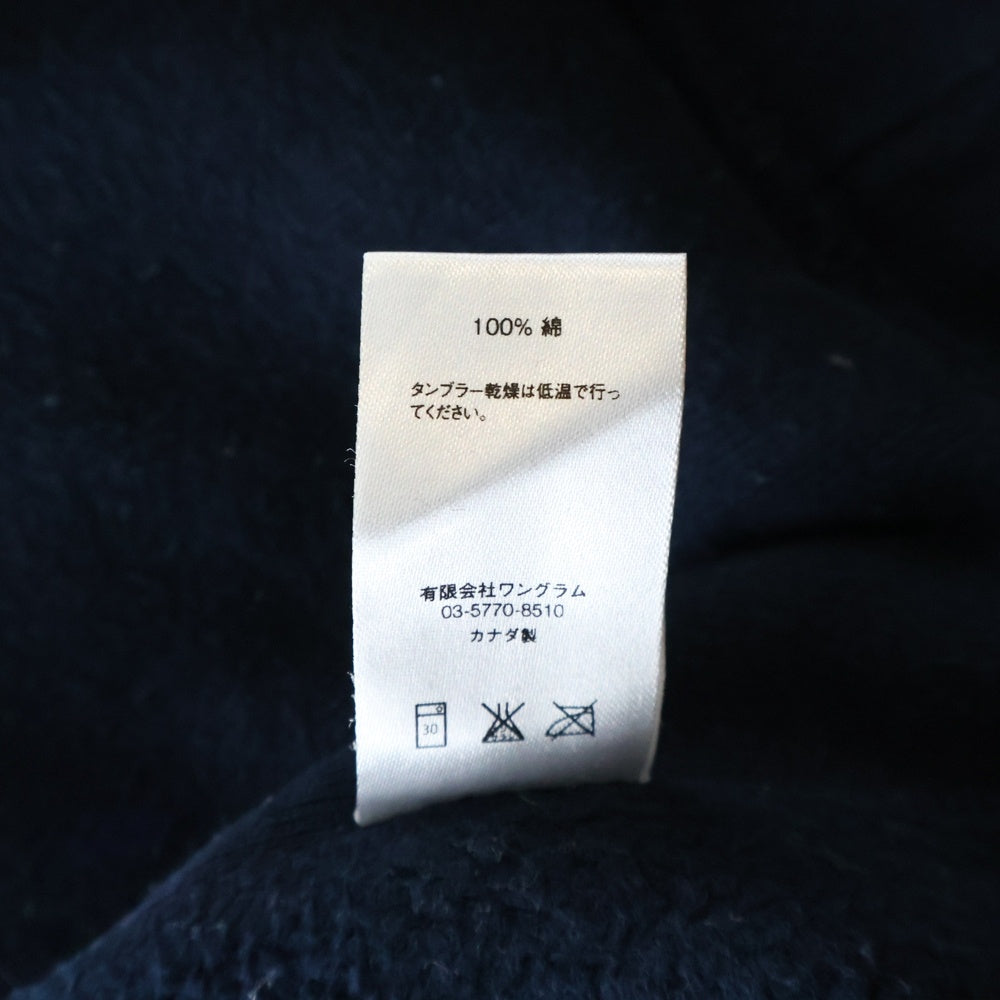 100% 綿
タンブラー乾燥は低温で行っ
てください。
有限会社ワングラム
03-5770-8510
カナダ製
30